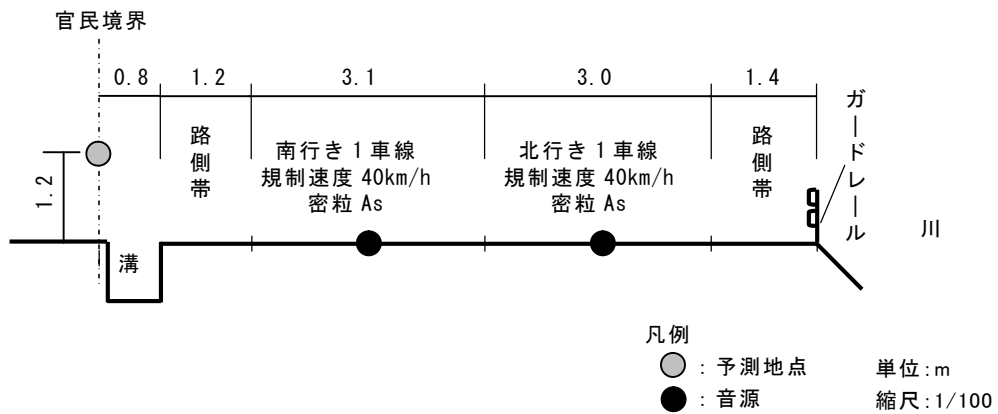 官民境界
0.8 1.2 3.1 3.0 1.4
ガードレール
路側帯
南行き1車線
規制速度 40km/h
密粒 As
北行き1車線
規制速度 40km/h
密粒 As
路側帯
1.2
溝
川
凡例
: 予測地点
: 音源
単位:m
縮尺:1/100